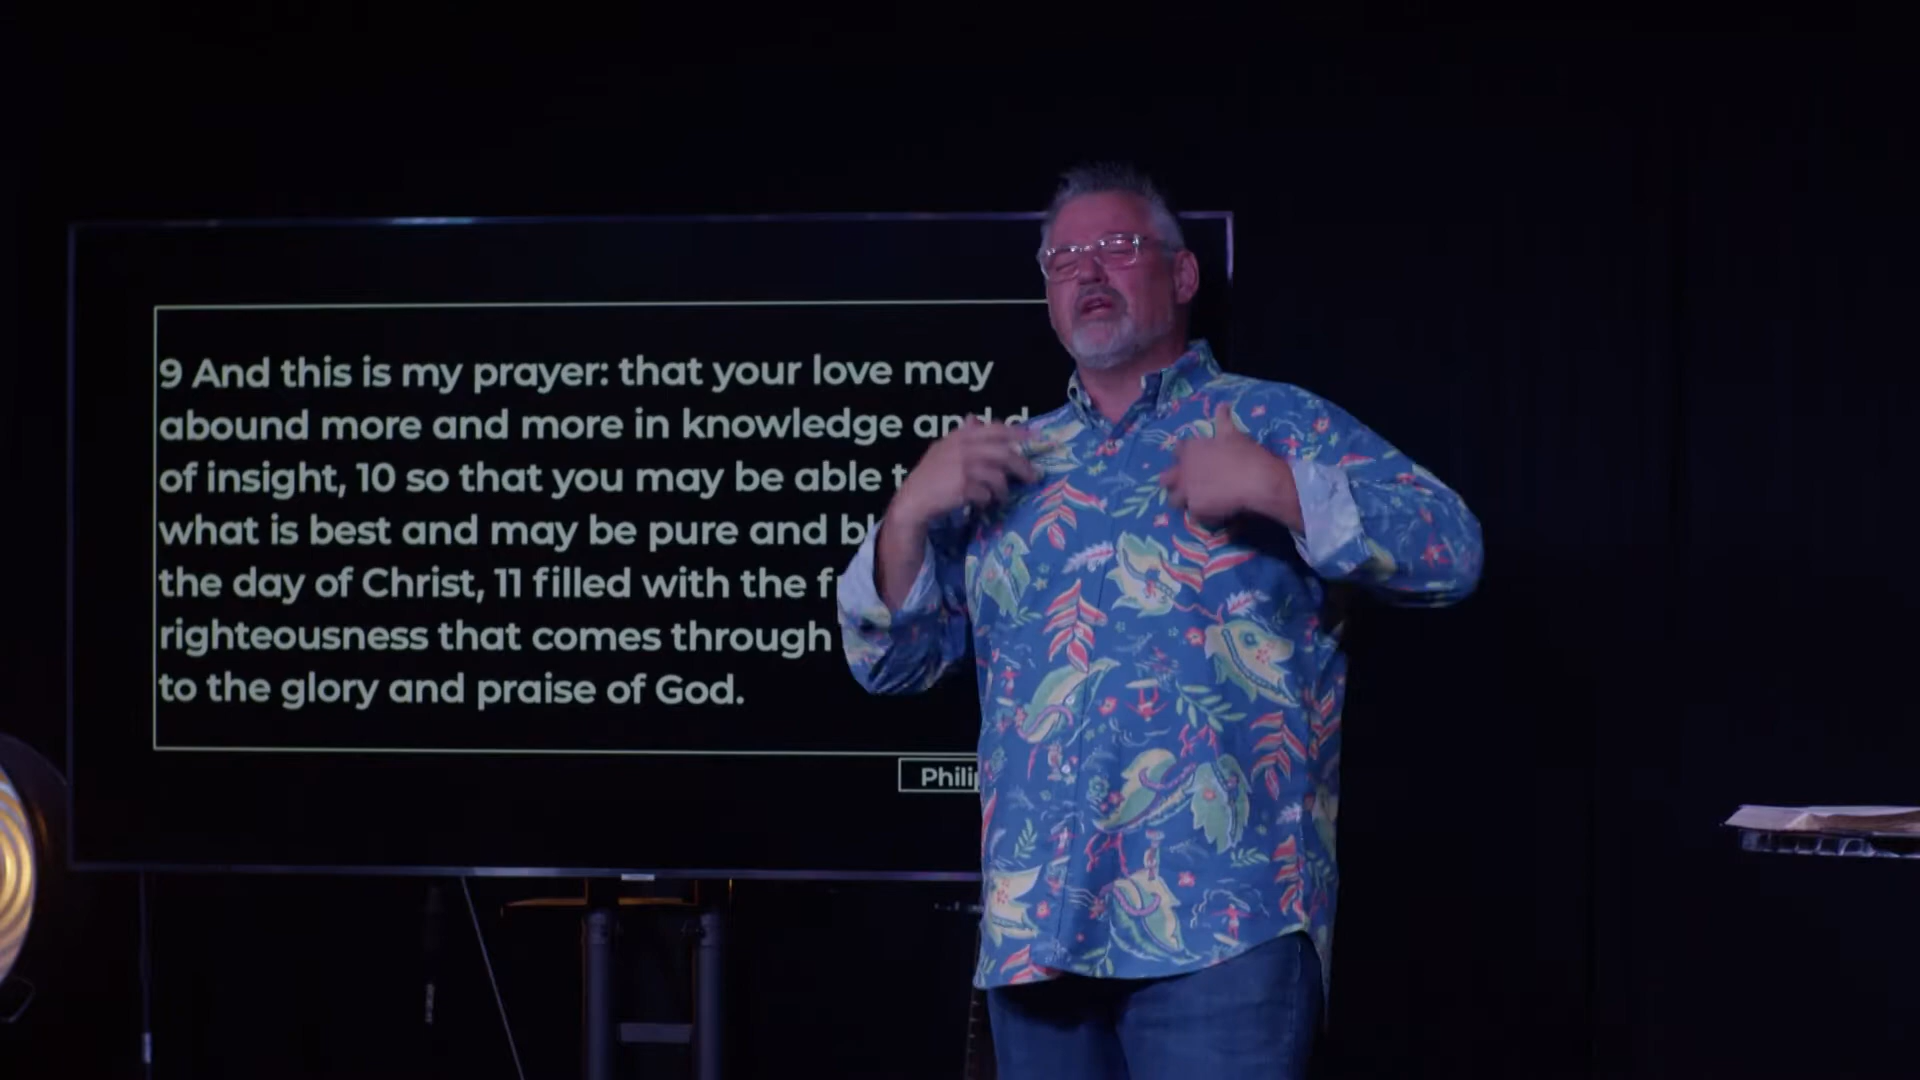 9 And this is my prayer: that your love may
abound more and more in knowledge and
of insight, 10 so that you may be able
what is best and may be pure and
the day of Christ, 11 filled with the
righteousness that comes through
to the glory and praise of God.